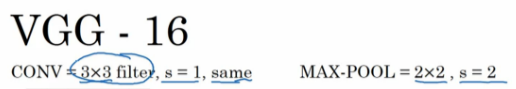 VGG - 16
CONV = 3×3 filter, s = 1, same MAX-POOL = 2×2 , s = 2